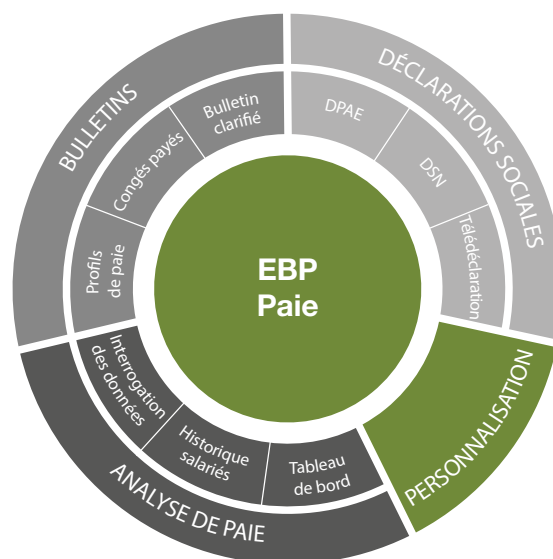 EBP
Paie
BULLETINS
Profils
de paie
Congés payés
Bulletin
clarifié
DÉCLARATIONS SOCIALES
DPAE
DSN
Télédéclaration
PERSONNALISATION
ANALYSE DE PAIE
Interrogation
des données
Historique
salariés
Tableau
de bord